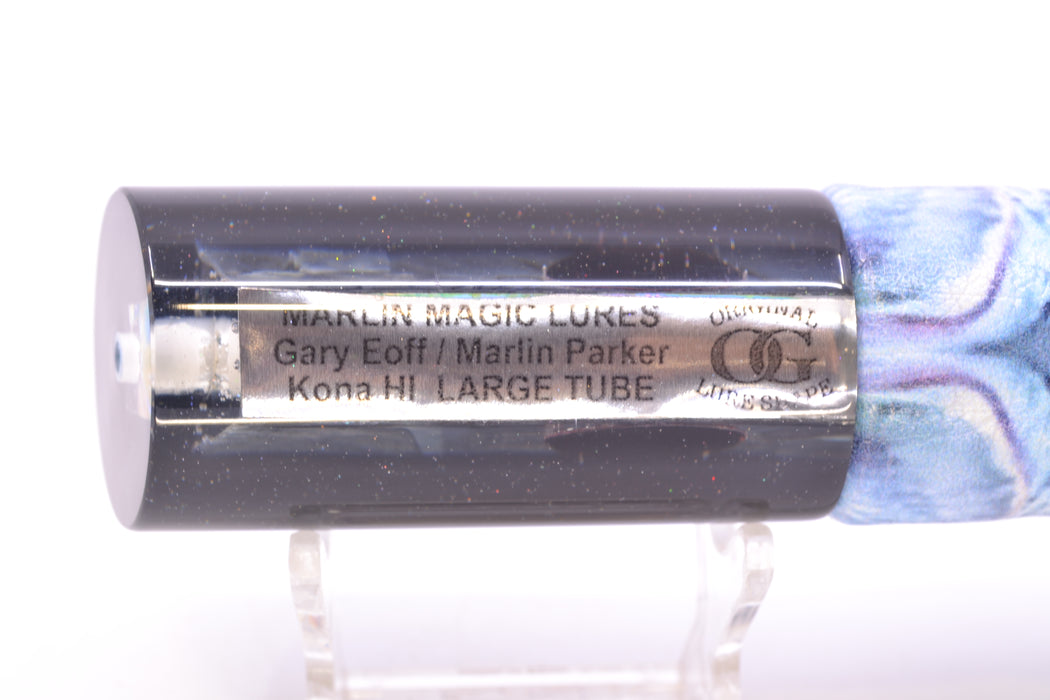 MARLIN MAGIC LURES
Gary Eoff / Marlin Parker
Kona HI LARGE TUBE
ORIGINAL
OG
LURE SHAPE